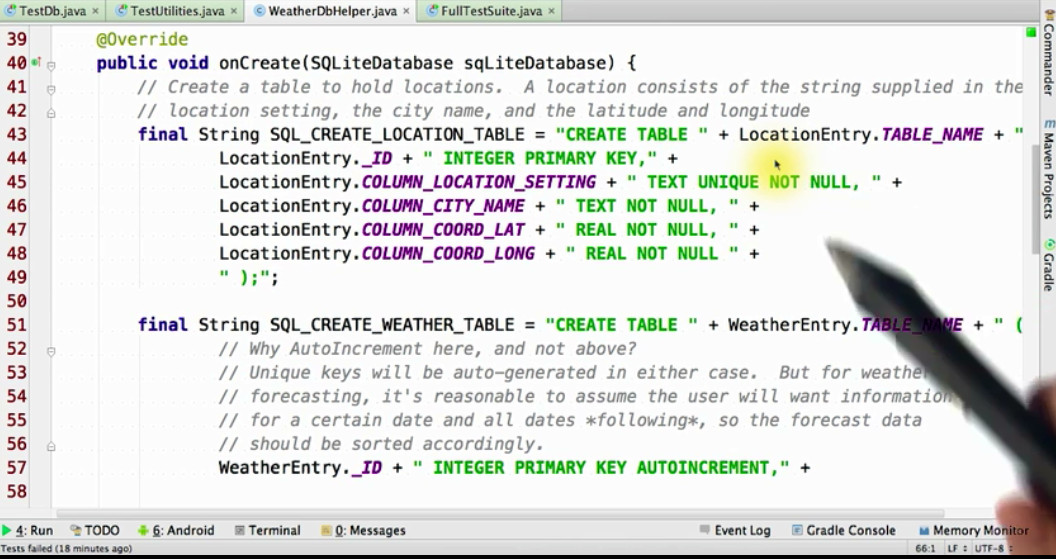 TestDb.java × TestUtilities.java × WeatherDbHelper.java × FullTestSuite.java ×
39 @Override
40 public void onCreate(SQLiteDatabase sqLiteDatabase) {
41 // Create a table to hold locations. A location consists of the string supplied in the
42 // location setting, the city name, and the latitude and longitude
43 final String SQL_CREATE_LOCATION_TABLE = "CREATE TABLE " + LocationEntry.TABLE_NAME + "
44 LocationEntry._ID + " INTEGER PRIMARY KEY," +
45 LocationEntry.COLUMN_LOCATION_SETTING + " TEXT UNIQUE NOT NULL, " +
46 LocationEntry.COLUMN_CITY_NAME + " TEXT NOT NULL, " +
47 LocationEntry.COLUMN_COORD_LAT + " REAL NOT NULL, " +
48 LocationEntry.COLUMN_COORD_LONG + " REAL NOT NULL " +
49 " );";
50
51 final String SQL_CREATE_WEATHER_TABLE = "CREATE TABLE " + WeatherEntry.TABLE_NAME + " (
52 // Why AutoIncrement here, and not above?
53 // Unique keys will be auto-generated in either case. But for weather
54 // forecasting, it's reasonable to assume the user will want information
55 // for a certain date and all dates *following*, so the forecast data
56 // should be sorted accordingly.
57 WeatherEntry._ID + " INTEGER PRIMARY KEY AUTOINCREMENT," +
58
Commander
Maven Projects
Gradle
4: Run TODO 6: Android Terminal 0: Messages Event Log Gradle Console Memory Monitor
Tests failed (18 minutes ago) 66:1 LF UTF-8